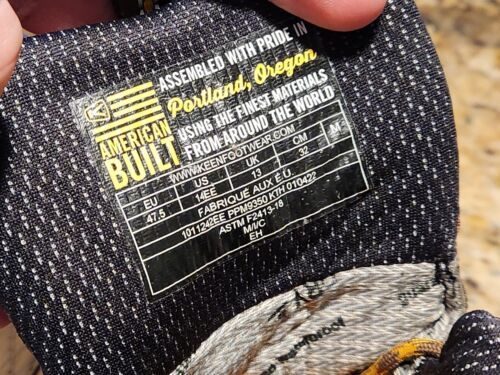 ASSEMBLED WITH PRIDE IN
Portland, Oregon
USING THE FINEST MATERIALS
FROM AROUND THE WORLD
AMERICAN
BUILT
WWW.KEENFOOTWEAR.COM
EU US UK CM M
47.5 14EE 13 32
FABRIQUE AUX É.U.
1011242EE PPM9350 KTH 010422
ASTM F2413-18
M/I/C
EH